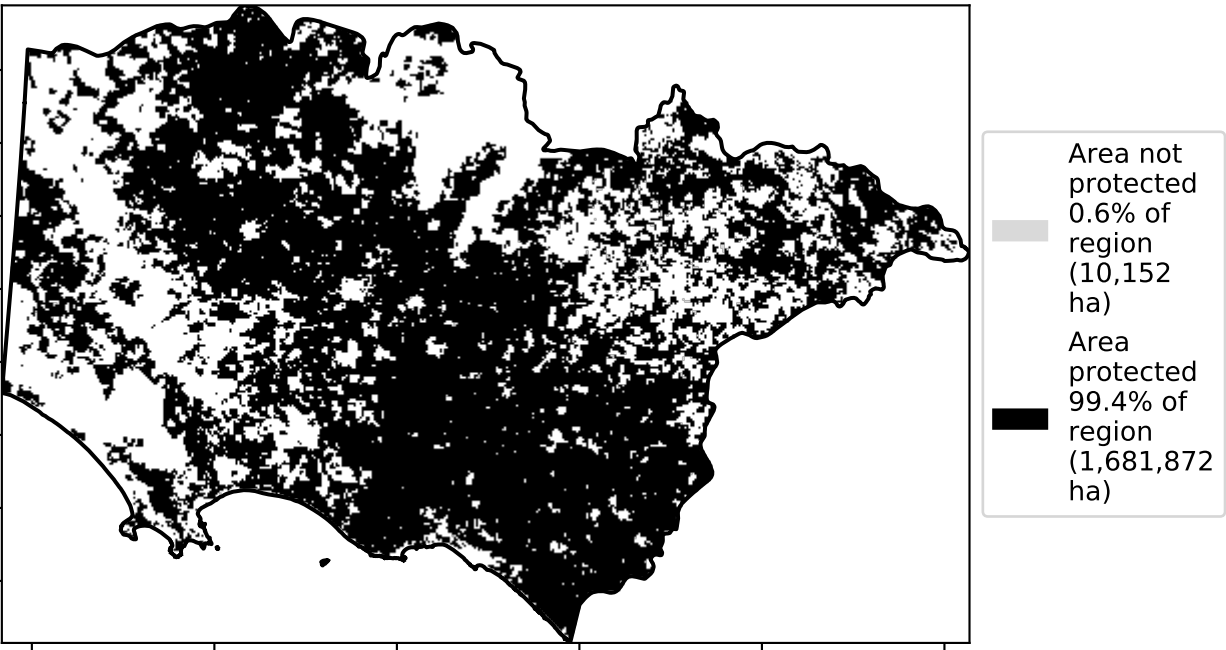 Area not
protected
0.6% of
region
(10,152
ha)
Area
protected
99.4% of
region
(1,681,872
ha)